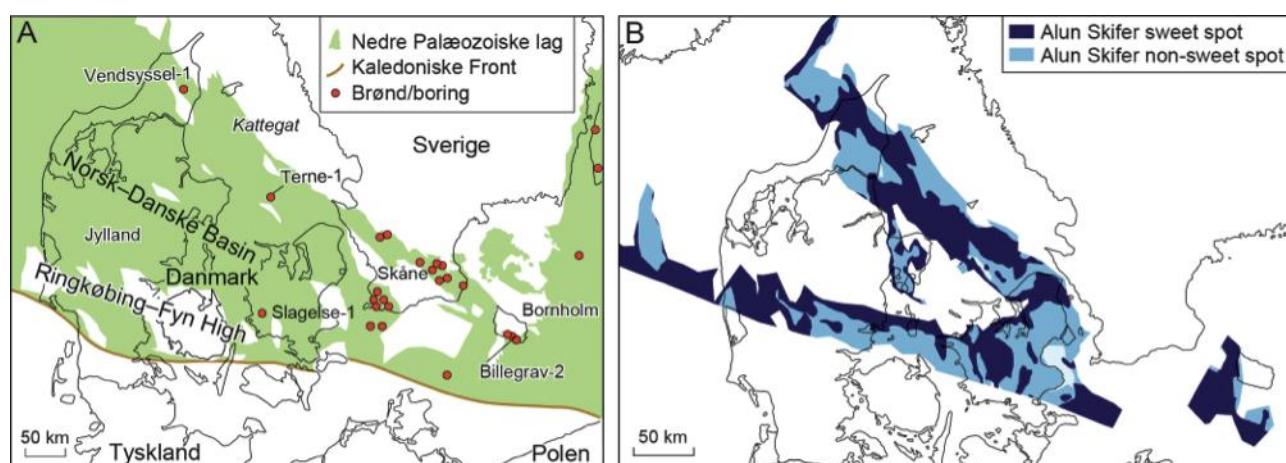 A
Nedre Palæozoiske lag
Kaledoniske Front
Brønd/boring
Vendsyssel-1
Kattegat
Sverige
Terne-1
Norsk–Danske Basin
Jylland
Skåne
Danmark
Ringkøbing–Fyn High
Slagelse-1
Bornholm
Billegrav-2
50 km
Tyskland
Polen
B
Alun Skifer sweet spot
Alun Skifer non-sweet spot
50 km